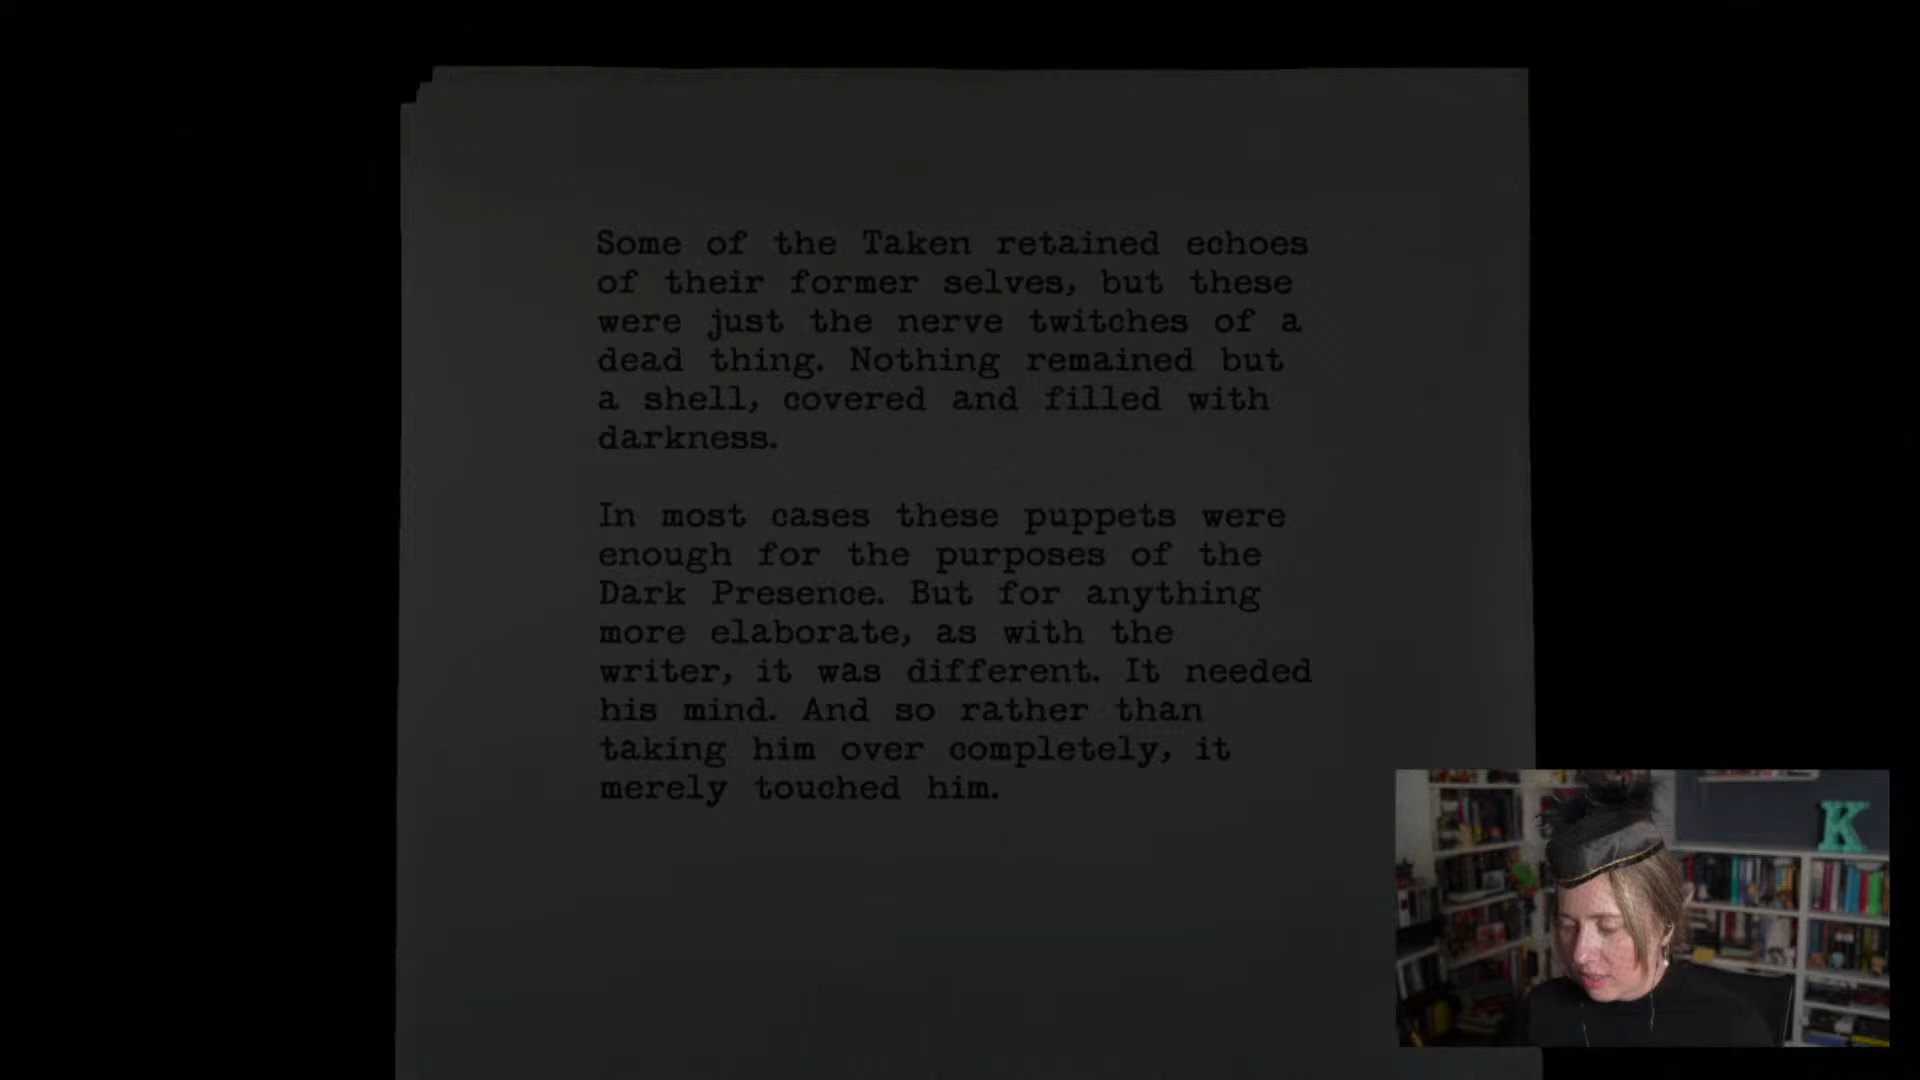 Some of the Taken retained echoes
of their former selves, but these
were just the nerve twitches of a
dead thing. Nothing remained but
a shell, covered and filled with
darkness.
In most cases these puppets were
enough for the purposes of the
Dark Presence. But for anything
more elaborate, as with the
writer, it was different. It needed
his mind. And so rather than
taking him over completely, it
merely touched him.
K